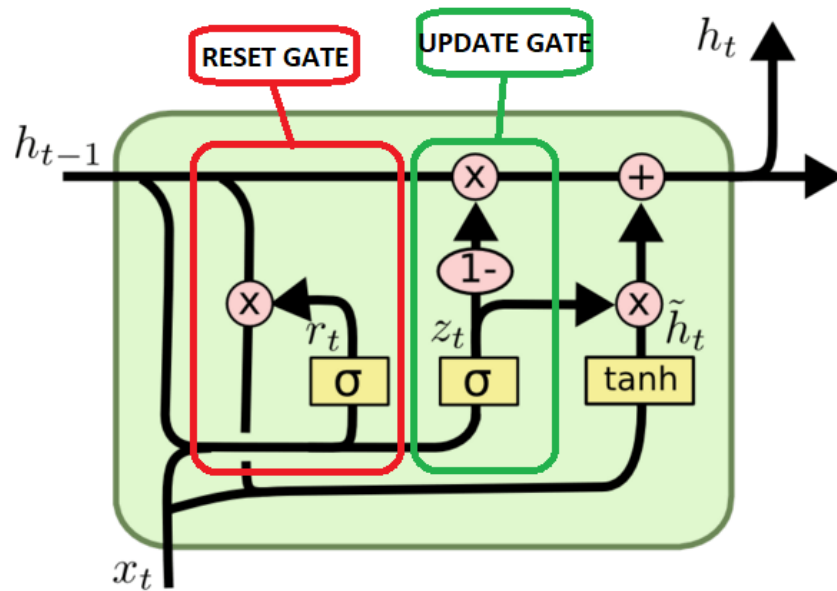 RESET GATE
UPDATE GATE
h_t
h_{t-1}
x
+
1-
x
r_t
z_t
x
h̃_t
σ
σ
tanh
x_t